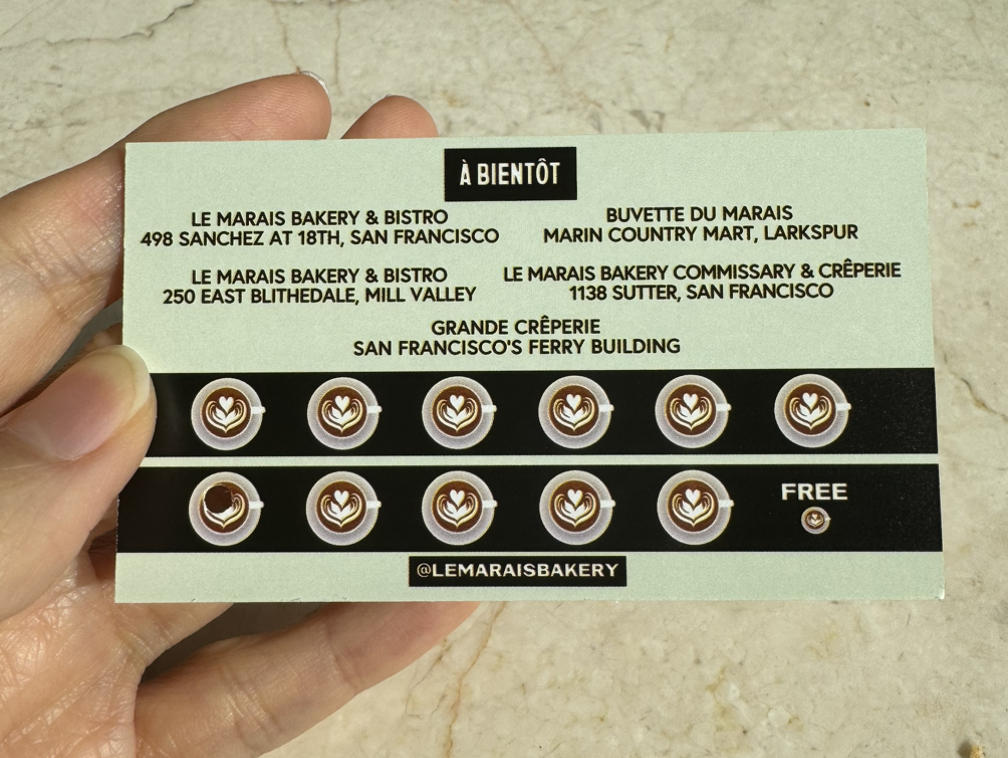 À BIENTÔT
LE MARAIS BAKERY & BISTRO
498 SANCHEZ AT 18TH, SAN FRANCISCO
BUVETTE DU MARAIS
MARIN COUNTRY MART, LARKSPUR
LE MARAIS BAKERY & BISTRO
250 EAST BLITHEDALE, MILL VALLEY
LE MARAIS BAKERY COMMISSARY & CRÊPERIE
1138 SUTTER, SAN FRANCISCO
GRANDE CRÊPERIE
SAN FRANCISCO'S FERRY BUILDING
FREE
@LEMARAISBAKERY